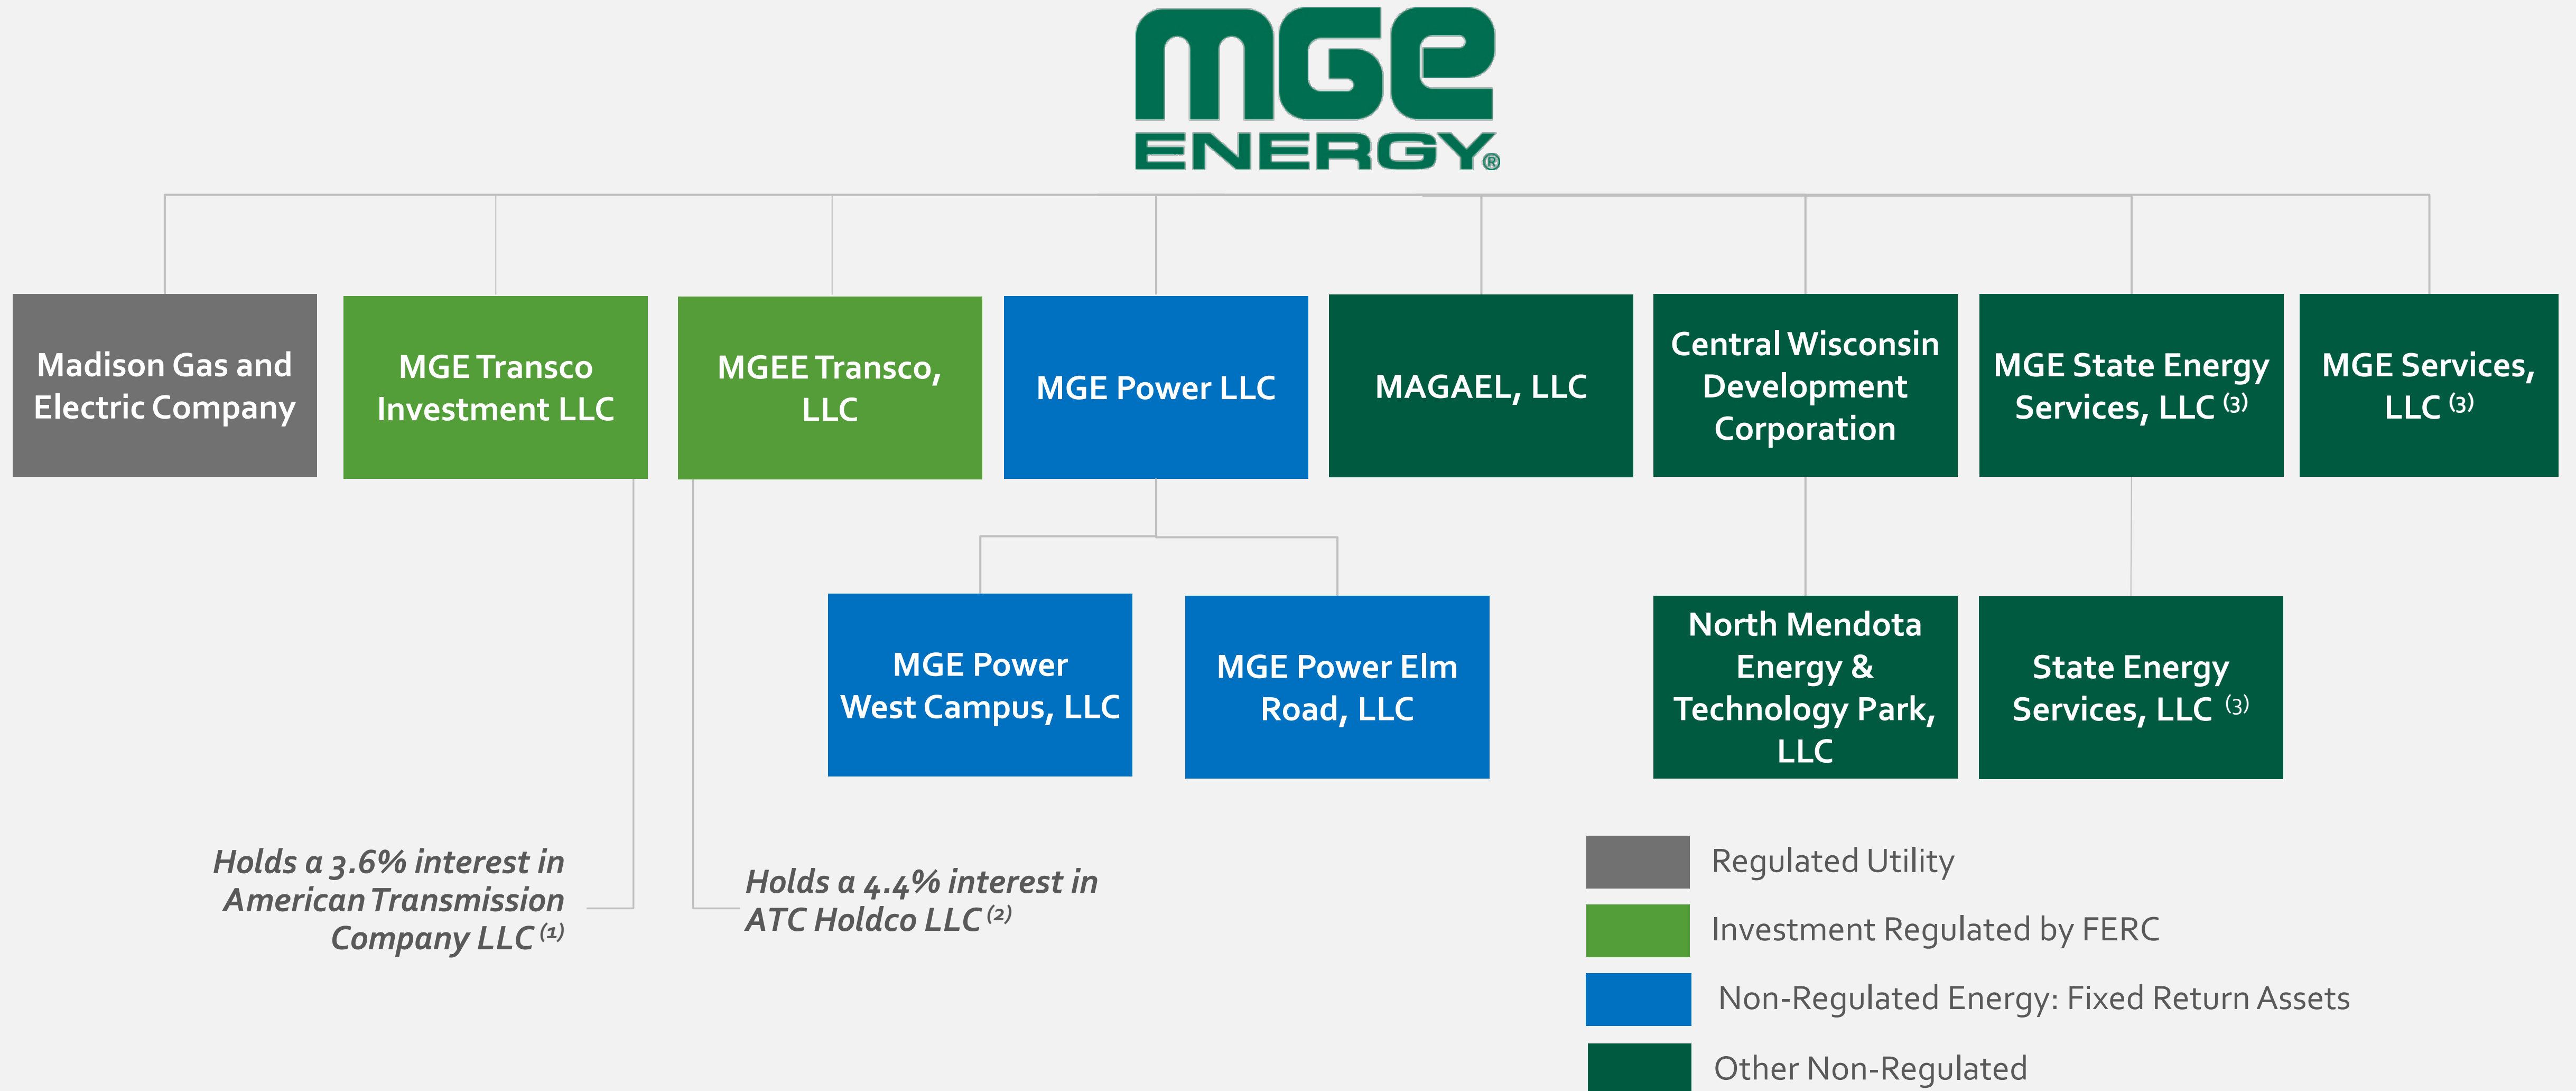 mGe
ENERGY®
Madison Gas and
Electric Company
MGE Transco
Investment LLC
MGEE Transco,
LLC
MGE Power LLC
MAGAEL, LLC
Central Wisconsin
Development
Corporation
MGE State Energy
Services, LLC (3)
MGE Services,
LLC (3)
MGE Power
West Campus, LLC
MGE Power Elm
Road, LLC
North Mendota
Energy &
Technology Park,
LLC
State Energy
Services, LLC (3)
Holds a 3.6% interest in
American Transmission
Company LLC (1)
Holds a 4.4% interest in
ATC Holdco LLC (2)
Regulated Utility
Investment Regulated by FERC
Non-Regulated Energy: Fixed Return Assets
Other Non-Regulated